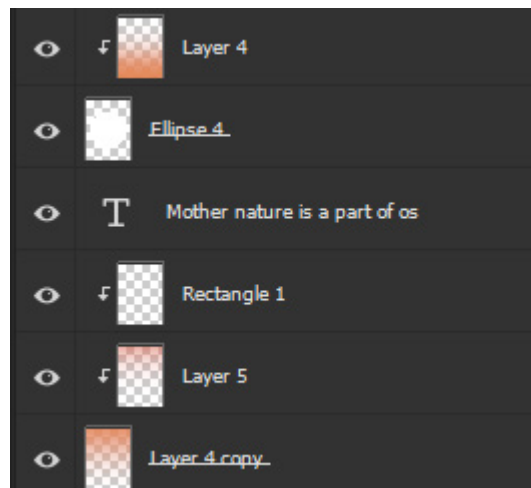 Layer 4
Ellipse 4
T
Mother nature is a part of os
Rectangle 1
Layer 5
Layer 4 copy